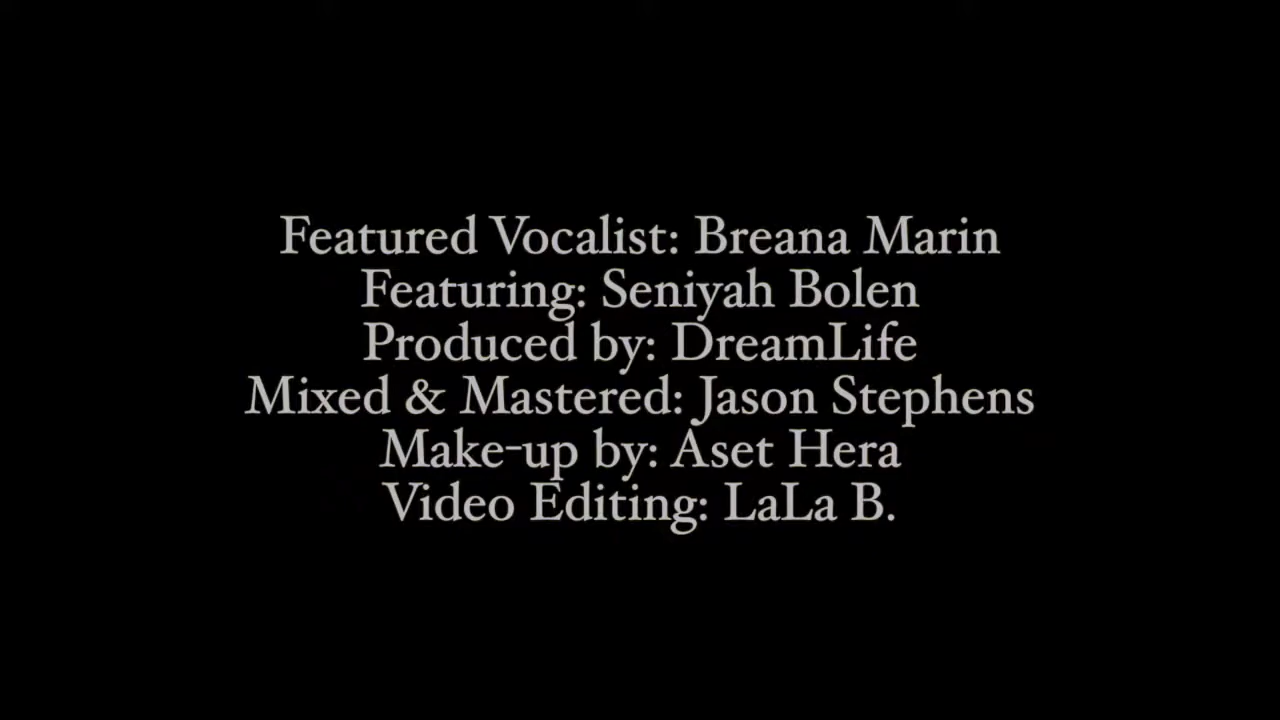 Featured Vocalist: Breana Marin
Featuring: Seniyah Bolen
Produced by: DreamLife
Mixed & Mastered: Jason Stephens
Make-up by: Aset Hera
Video Editing: LaLa B.